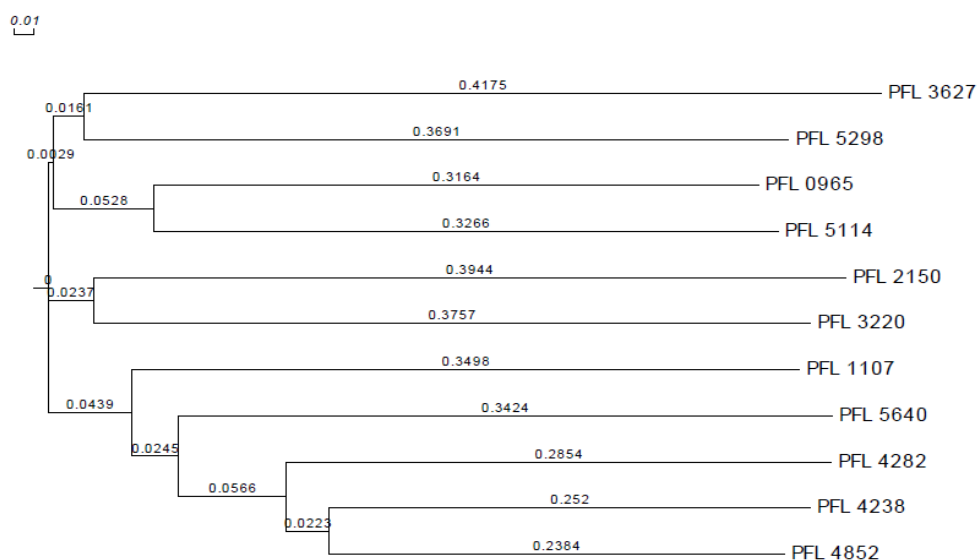 0.01
0.4175
PFL 3627
0.0161
0.3691
PFL 5298
0.0029
0.3164
PFL 0965
0.0528
0.3266
PFL 5114
0.3944
PFL 2150
0
0.0237
0.3757
PFL 3220
0.3498
PFL 1107
0.0439
0.3424
PFL 5640
0.0245
0.2854
PFL 4282
0.0566
0.252
PFL 4238
0.0223
0.2384
PFL 4852